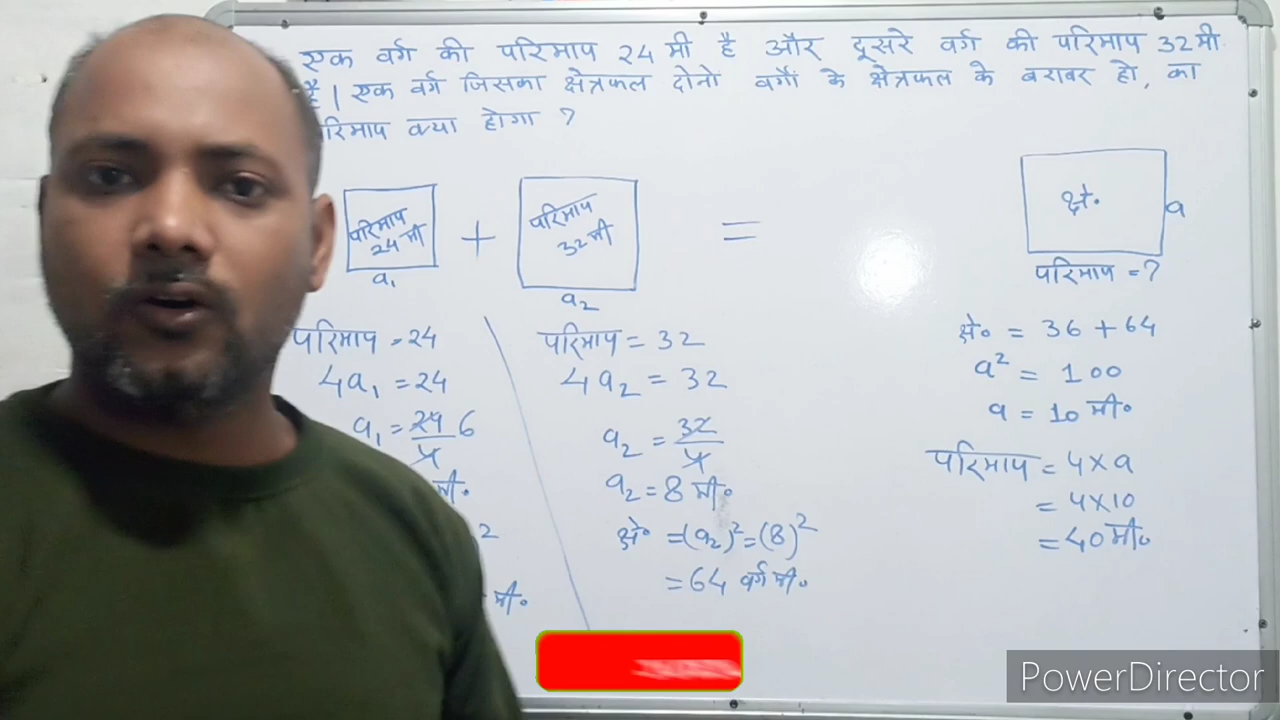 एक वर्ग की परिमाप 24 मी है और दूसरे वर्ग की परिमाप 32 मी
है। एक वर्ग जिसका क्षेत्रफल दोनो वर्गों के क्षेत्रफल के बराबर हो, का
रिमाप क्या होगा ?
परिमाप
24 मी
a₁
+
परिमाप
32 मी
a₂
=
क्षे॰
a
परिमाप = ?
परिमाप = 24
4a₁ = 24
a₁ = 24/4 6
मी॰
2
मी॰
परिमाप = 32
4a₂ = 32
a₂ = 32/4
a₂ = 8 मी॰
क्षे॰ = (a₂)² = (8)²
= 64 वर्ग मी॰
क्षे॰ = 36 + 64
a² = 100
a = 10 मी॰
परिमाप = 4 × a
= 4 × 10
= 40 मी॰
PowerDirector